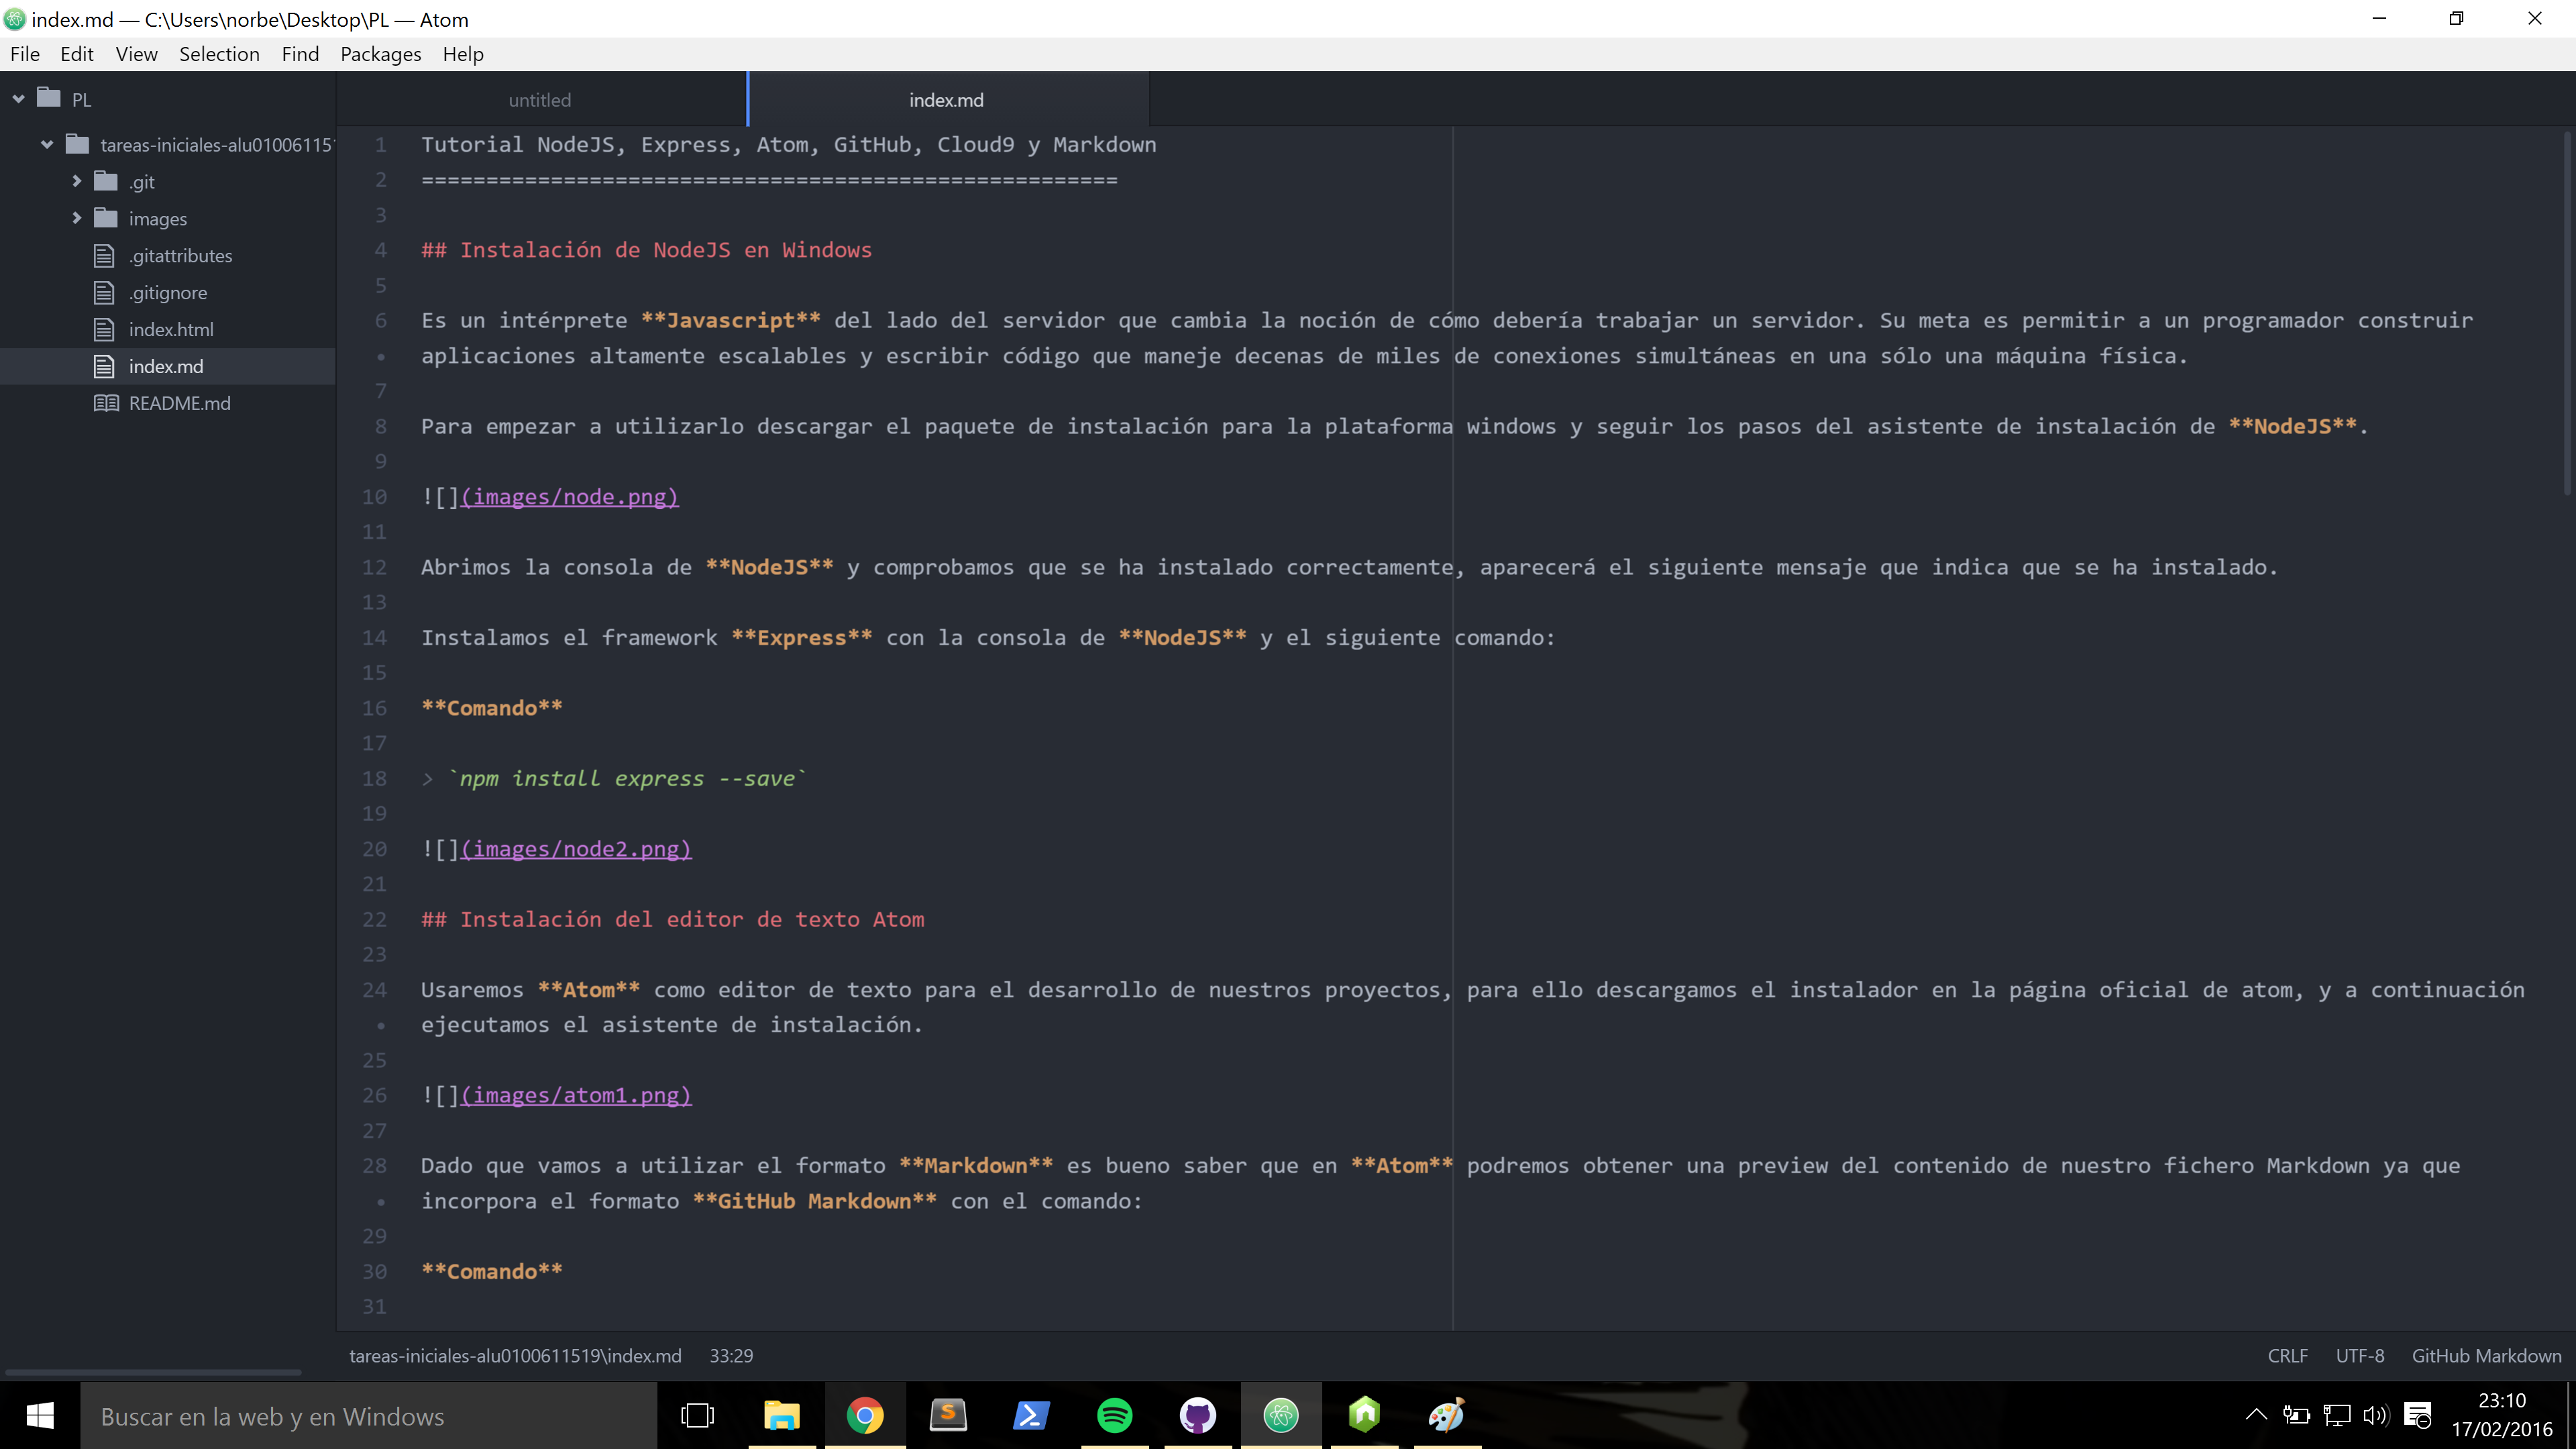 index.md — C:\Users\norbe\Desktop\PL — Atom
File Edit View Selection Find Packages Help
PL
tareas-iniciales-alu010061151
.git
images
.gitattributes
.gitignore
index.html
index.md
README.md
untitled
index.md
1 Tutorial NodeJS, Express, Atom, GitHub, Cloud9 y Markdown
2 ======================================================
3
4 ## Instalación de NodeJS en Windows
5
6 Es un intérprete **Javascript** del lado del servidor que cambia la noción de cómo debería trabajar un servidor. Su meta es permitir a un programador construir
• aplicaciones altamente escalables y escribir código que maneje decenas de miles de conexiones simultáneas en una sólo una máquina física.
7
8 Para empezar a utilizarlo descargar el paquete de instalación para la plataforma windows y seguir los pasos del asistente de instalación de **NodeJS**.
9
10 ![](images/node.png)
11
12 Abrimos la consola de **NodeJS** y comprobamos que se ha instalado correctamente, aparecerá el siguiente mensaje que indica que se ha instalado.
13
14 Instalamos el framework **Express** con la consola de **NodeJS** y el siguiente comando:
15
16 **Comando**
17
18 > `npm install express --save`
19
20 ![](images/node2.png)
21
22 ## Instalación del editor de texto Atom
23
24 Usaremos **Atom** como editor de texto para el desarrollo de nuestros proyectos, para ello descargamos el instalador en la página oficial de atom, y a continuación
• ejecutamos el asistente de instalación.
25
26 ![](images/atom1.png)
27
28 Dado que vamos a utilizar el formato **Markdown** es bueno saber que en **Atom** podremos obtener una preview del contenido de nuestro fichero Markdown ya que
• incorpora el formato **GitHub Markdown** con el comando:
29
30 **Comando**
31
tareas-iniciales-alu0100611519\index.md 33:29 CRLF UTF-8 GitHub Markdown
Buscar en la web y en Windows
23:10
17/02/2016